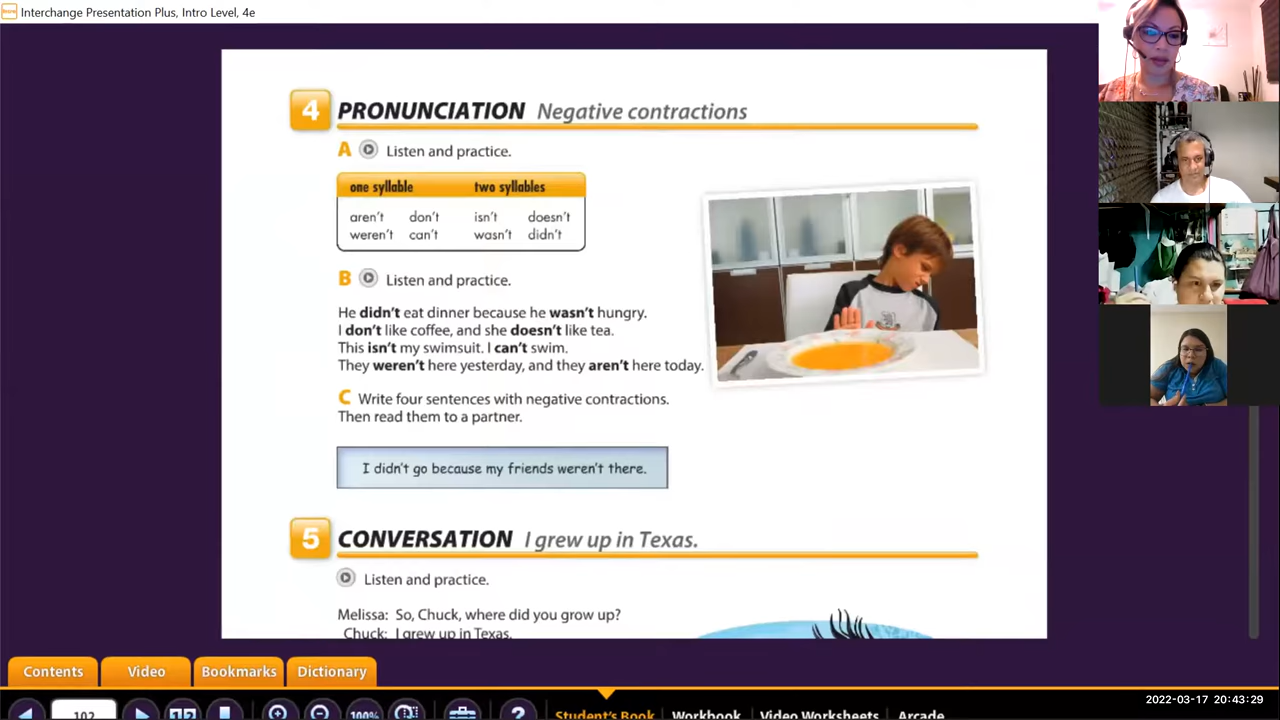 Interchange Presentation Plus, Intro Level, 4e
4 PRONUNCIATION Negative contractions
A Listen and practice.
one syllable two syllables
aren't don't isn't doesn't
weren't can't wasn't didn't
B Listen and practice.
He didn't eat dinner because he wasn't hungry.
I don't like coffee, and she doesn't like tea.
This isn't my swimsuit. I can't swim.
They weren't here yesterday, and they aren't here today.
C Write four sentences with negative contractions.
Then read them to a partner.
I didn't go because my friends weren't there.
5 CONVERSATION I grew up in Texas.
Listen and practice.
Melissa: So, Chuck, where did you grow up?
Chuck: I grew up in Texas.
Contents Video Bookmarks Dictionary
2022-03-17 20:43:29
102 100% ? Student's Book Workbook Video Worksheets Arcade